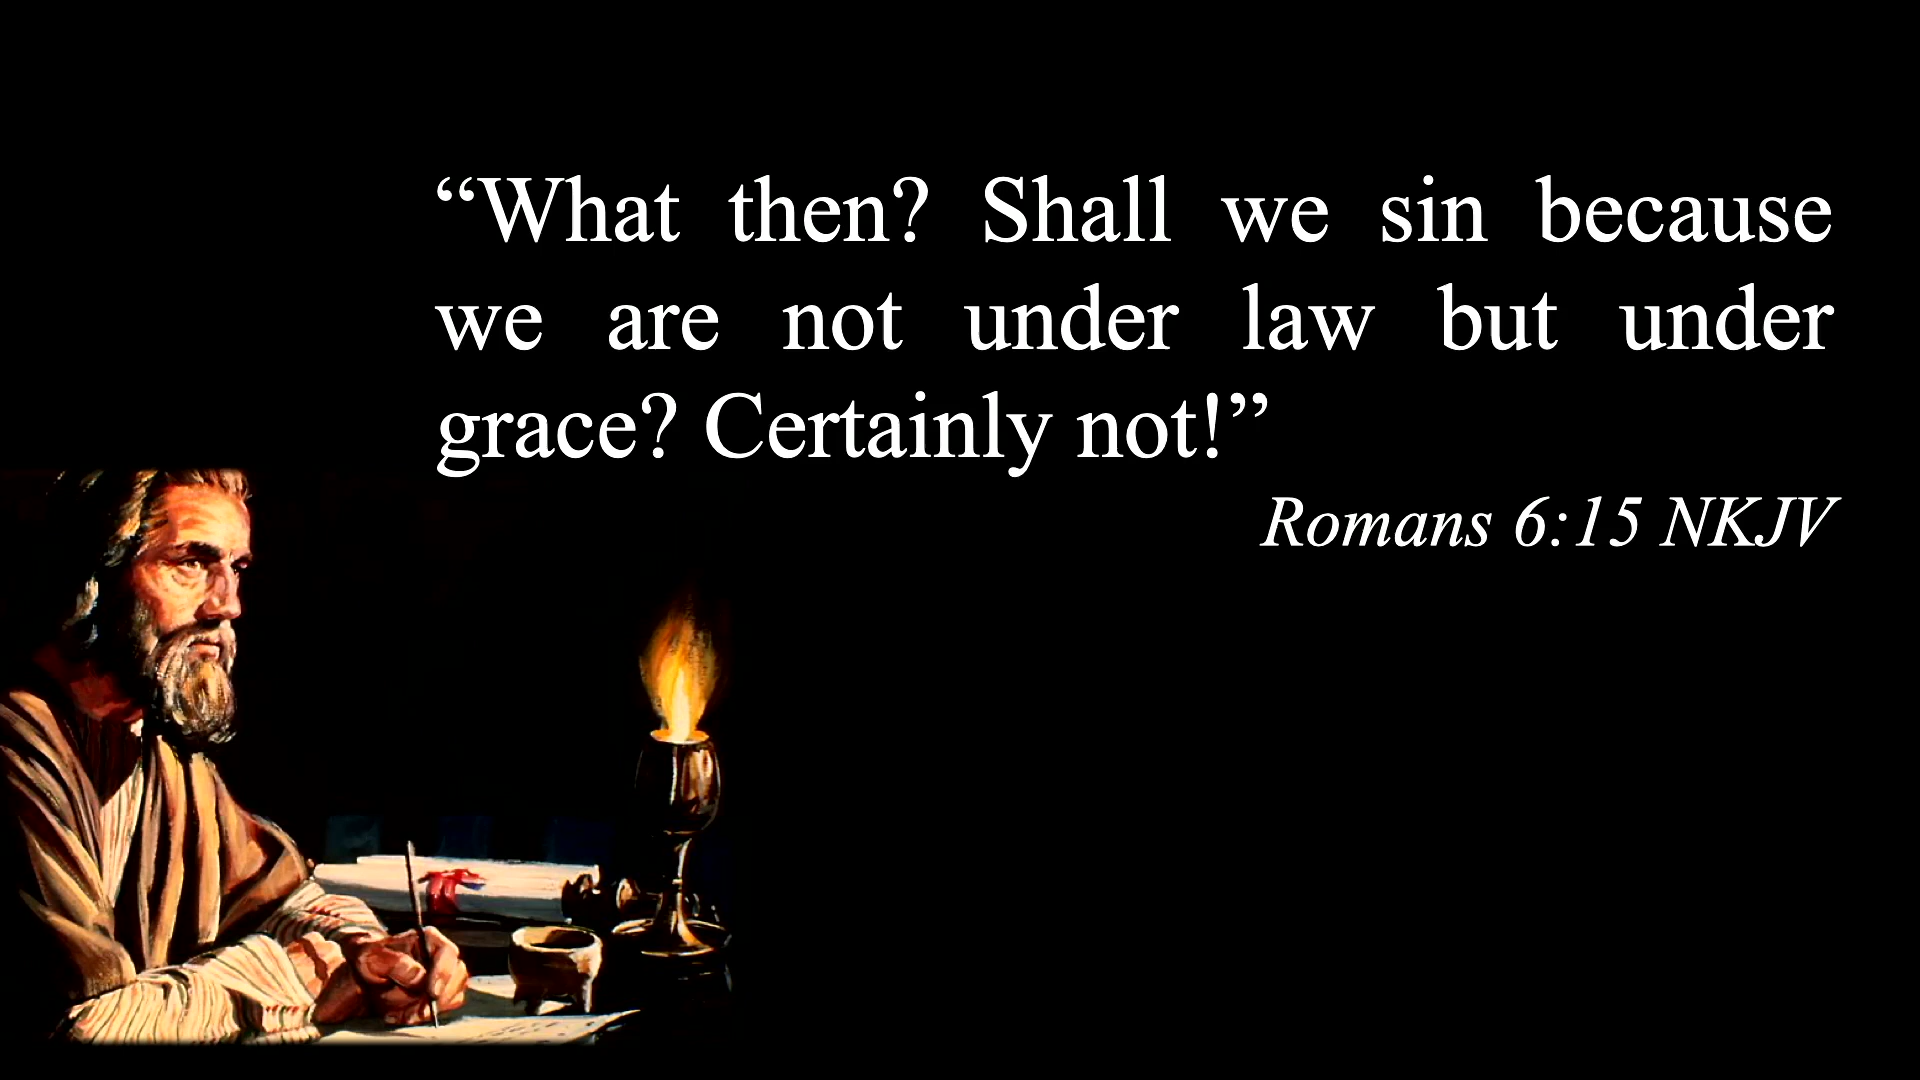 “What then? Shall we sin because
we are not under law but under
grace? Certainly not!”
Romans 6:15 NKJV